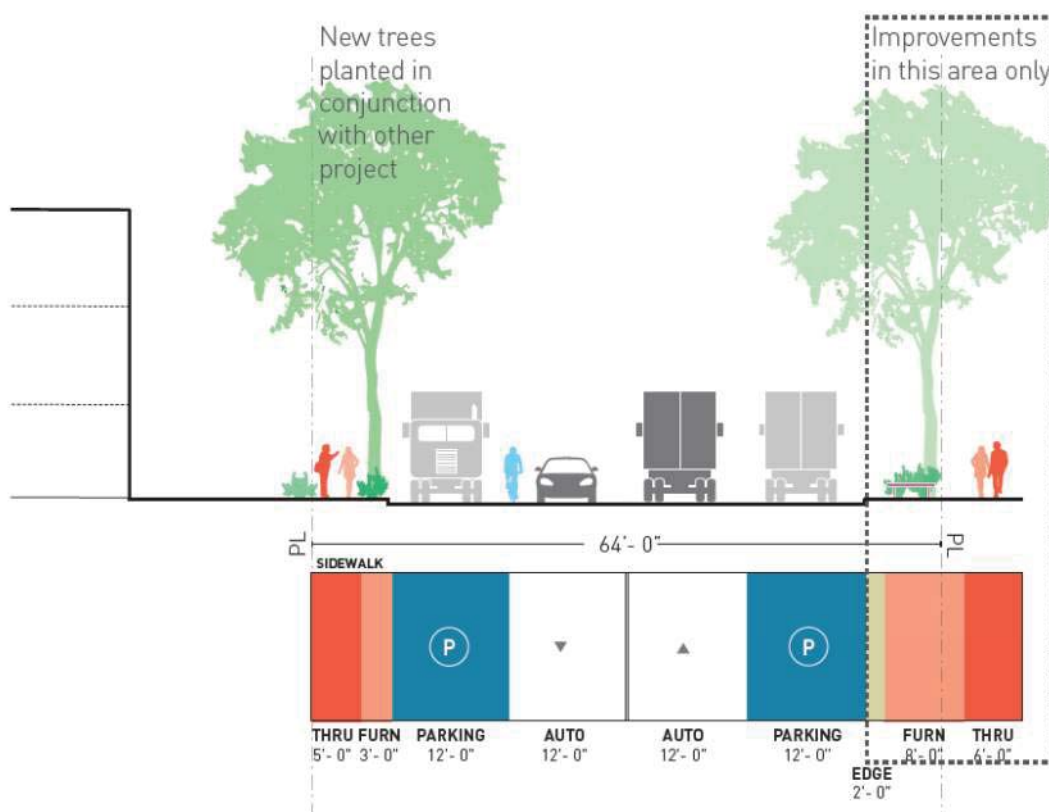 New trees
planted in
conjunction
with other
project
Improvements
in this area only
PL
64'- 0"
PL
SIDEWALK
P
P
THRU
5'- 0"
FURN
3'- 0"
PARKING
12'- 0"
AUTO
12'- 0"
AUTO
12'- 0"
PARKING
12'- 0"
EDGE
2'- 0"
FURN
8'- 0"
THRU
6'- 0"